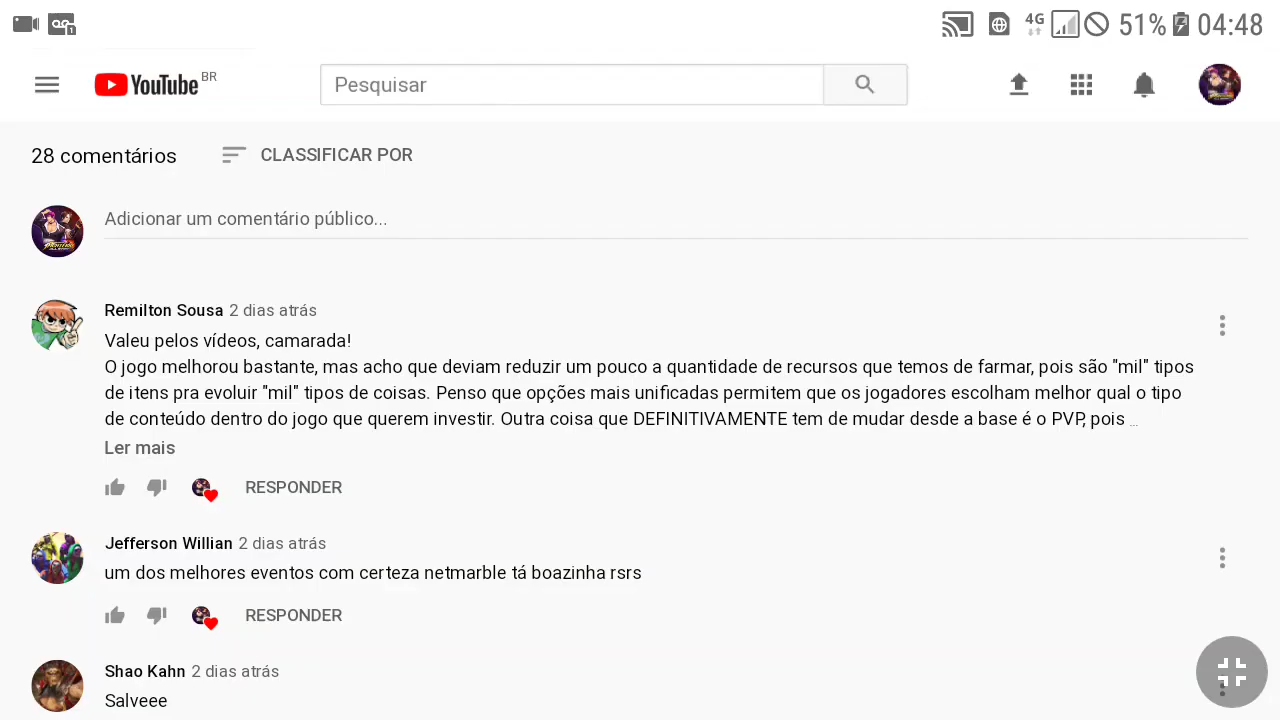 4G 51% 04:48
YouTube BR Pesquisar
28 comentários CLASSIFICAR POR
Adicionar um comentário público...
Remilton Sousa 2 dias atrás
Valeu pelos vídeos, camarada!
O jogo melhorou bastante, mas acho que deviam reduzir um pouco a quantidade de recursos que temos de farmar, pois são "mil" tipos
de itens pra evoluir "mil" tipos de coisas. Penso que opções mais unificadas permitem que os jogadores escolham melhor qual o tipo
de conteúdo dentro do jogo que querem investir. Outra coisa que DEFINITIVAMENTE tem de mudar desde a base é o PVP, pois ...
Ler mais
RESPONDER
Jefferson Willian 2 dias atrás
um dos melhores eventos com certeza netmarble tá boazinha rsrs
RESPONDER
Shao Kahn 2 dias atrás
Salveee